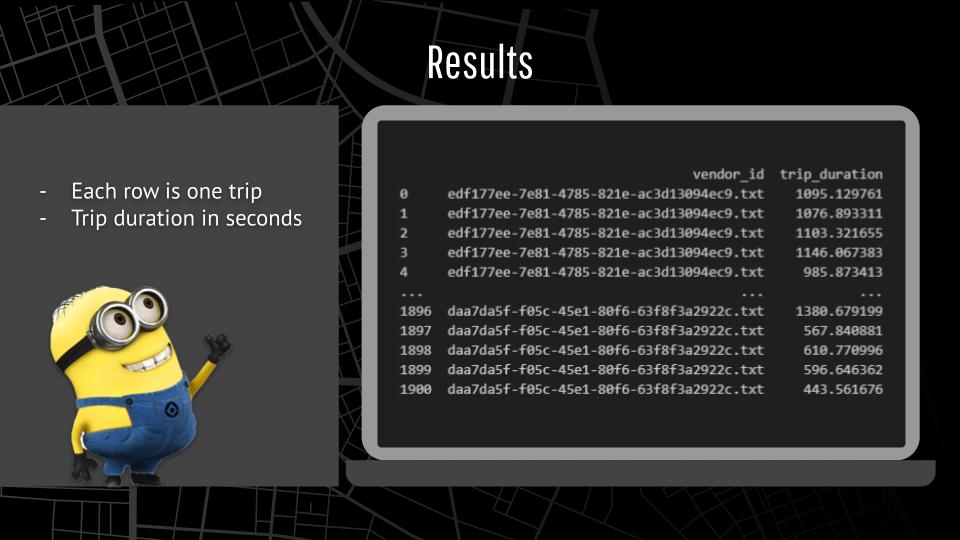 Results
- Each row is one trip
- Trip duration in seconds
vendor_id trip_duration
0 edf177ee-7e81-4785-821e-ac3d13094ec9.txt 1095.129761
1 edf177ee-7e81-4785-821e-ac3d13094ec9.txt 1076.893311
2 edf177ee-7e81-4785-821e-ac3d13094ec9.txt 1103.321655
3 edf177ee-7e81-4785-821e-ac3d13094ec9.txt 1146.067383
4 edf177ee-7e81-4785-821e-ac3d13094ec9.txt 985.873413
... ... ...
1896 daa7da5f-f05c-45e1-80f6-63f8f3a2922c.txt 1380.679199
1897 daa7da5f-f05c-45e1-80f6-63f8f3a2922c.txt 567.840881
1898 daa7da5f-f05c-45e1-80f6-63f8f3a2922c.txt 610.770996
1899 daa7da5f-f05c-45e1-80f6-63f8f3a2922c.txt 596.646362
1900 daa7da5f-f05c-45e1-80f6-63f8f3a2922c.txt 443.561676